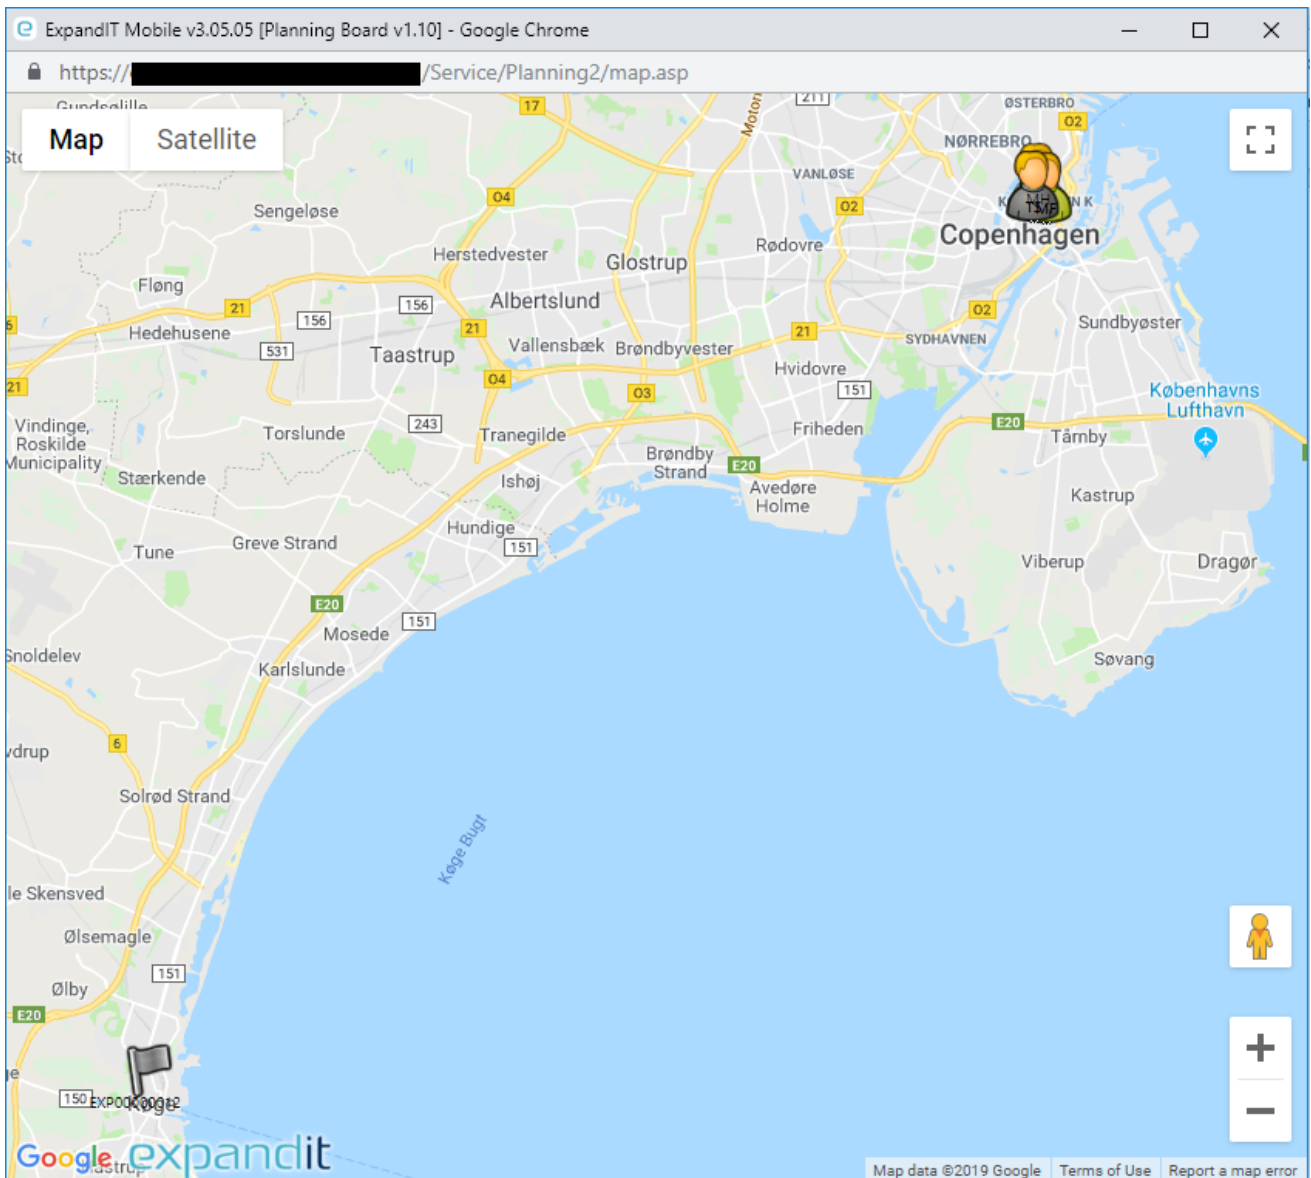 ExpandIT Mobile v3.05.05 [Planning Board v1.10] - Google Chrome
https:// /Service/Planning2/map.asp
Gundsølille
Map Satellite
17
211
ØSTERBRO
O2
NØRREBRO
VANLØSE
O4
O2
Sengeløse
Copenhagen
Herstedvester
Glostrup
Rødovre
Fløng
156
Albertslund
21
156
O2
Hedehusene
21
21
Sundbyøster
531
Taastrup
Vallensbæk
Brøndbyvester
SYDHAVNEN
O4
Hvidovre
21
O3
151
Københavns
Lufthavn
243
E20
Vindinge,
Roskilde
Municipality
Torslunde
Tranegilde
Friheden
Tårnby
Brøndby
Strand
E20
Stærkende
Ishøj
Avedøre
Holme
Kastrup
Hundige
151
Tune
Greve Strand
Viberup
Dragør
E20
151
Mosede
Snoldelev
Karlslunde
Søvang
6
Solrød Strand
Køge Bugt
Ølsemagle
151
Ølby
E20
150
Køge
Google expandit
Map data ©2019 Google Terms of Use Report a map error